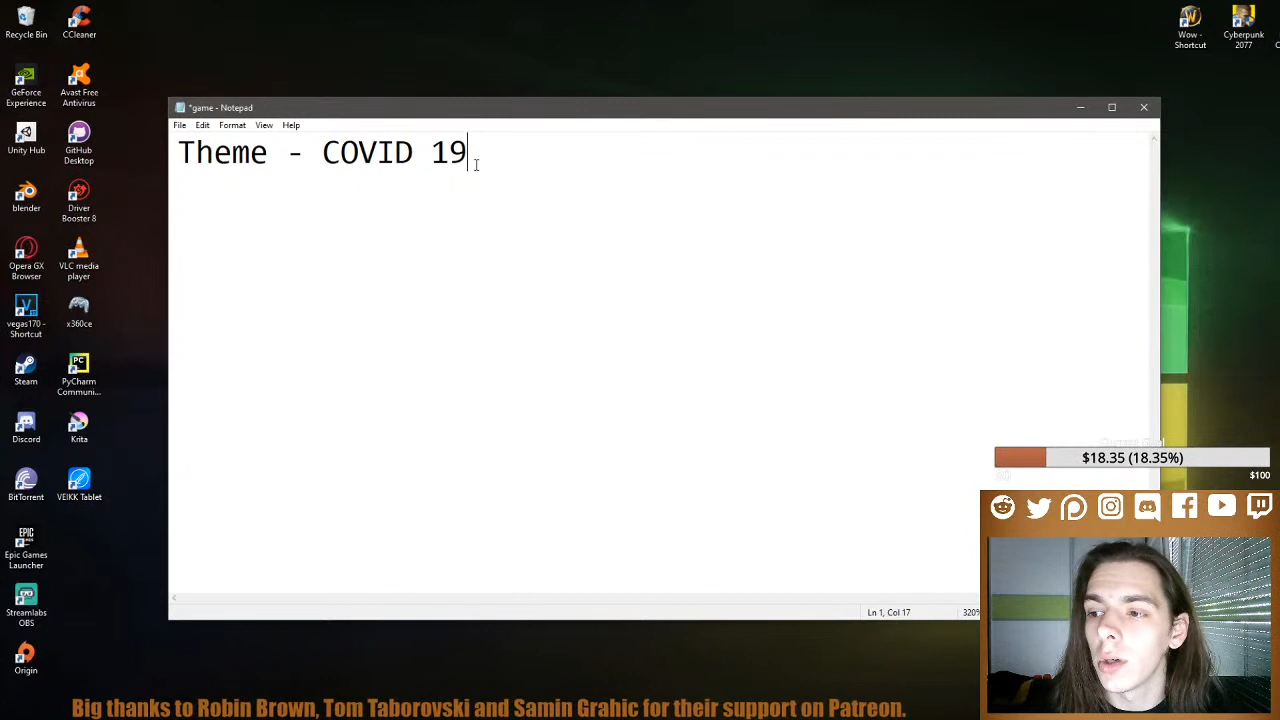 Recycle Bin
CCleaner
Wow -
Shortcut
Cyberpunk
2077
GeForce
Experience
Avast Free
Antivirus
*game - Notepad
File Edit Format View Help
Theme - COVID 19
Unity Hub
GitHub
Desktop
blender
Driver
Booster 8
Opera GX
Browser
VLC media
player
vegas170 -
Shortcut
x360ce
Steam
PyCharm
Communi...
Discord
Krita
BitTorrent
VEIKK Tablet
Epic Games
Launcher
Streamlabs
OBS
Origin
$18.35 (18.35%)
$100
Ln 1, Col 17
320%
Big thanks to Robin Brown, Tom Taborovski and Samin Grahic for their support on Patreon.